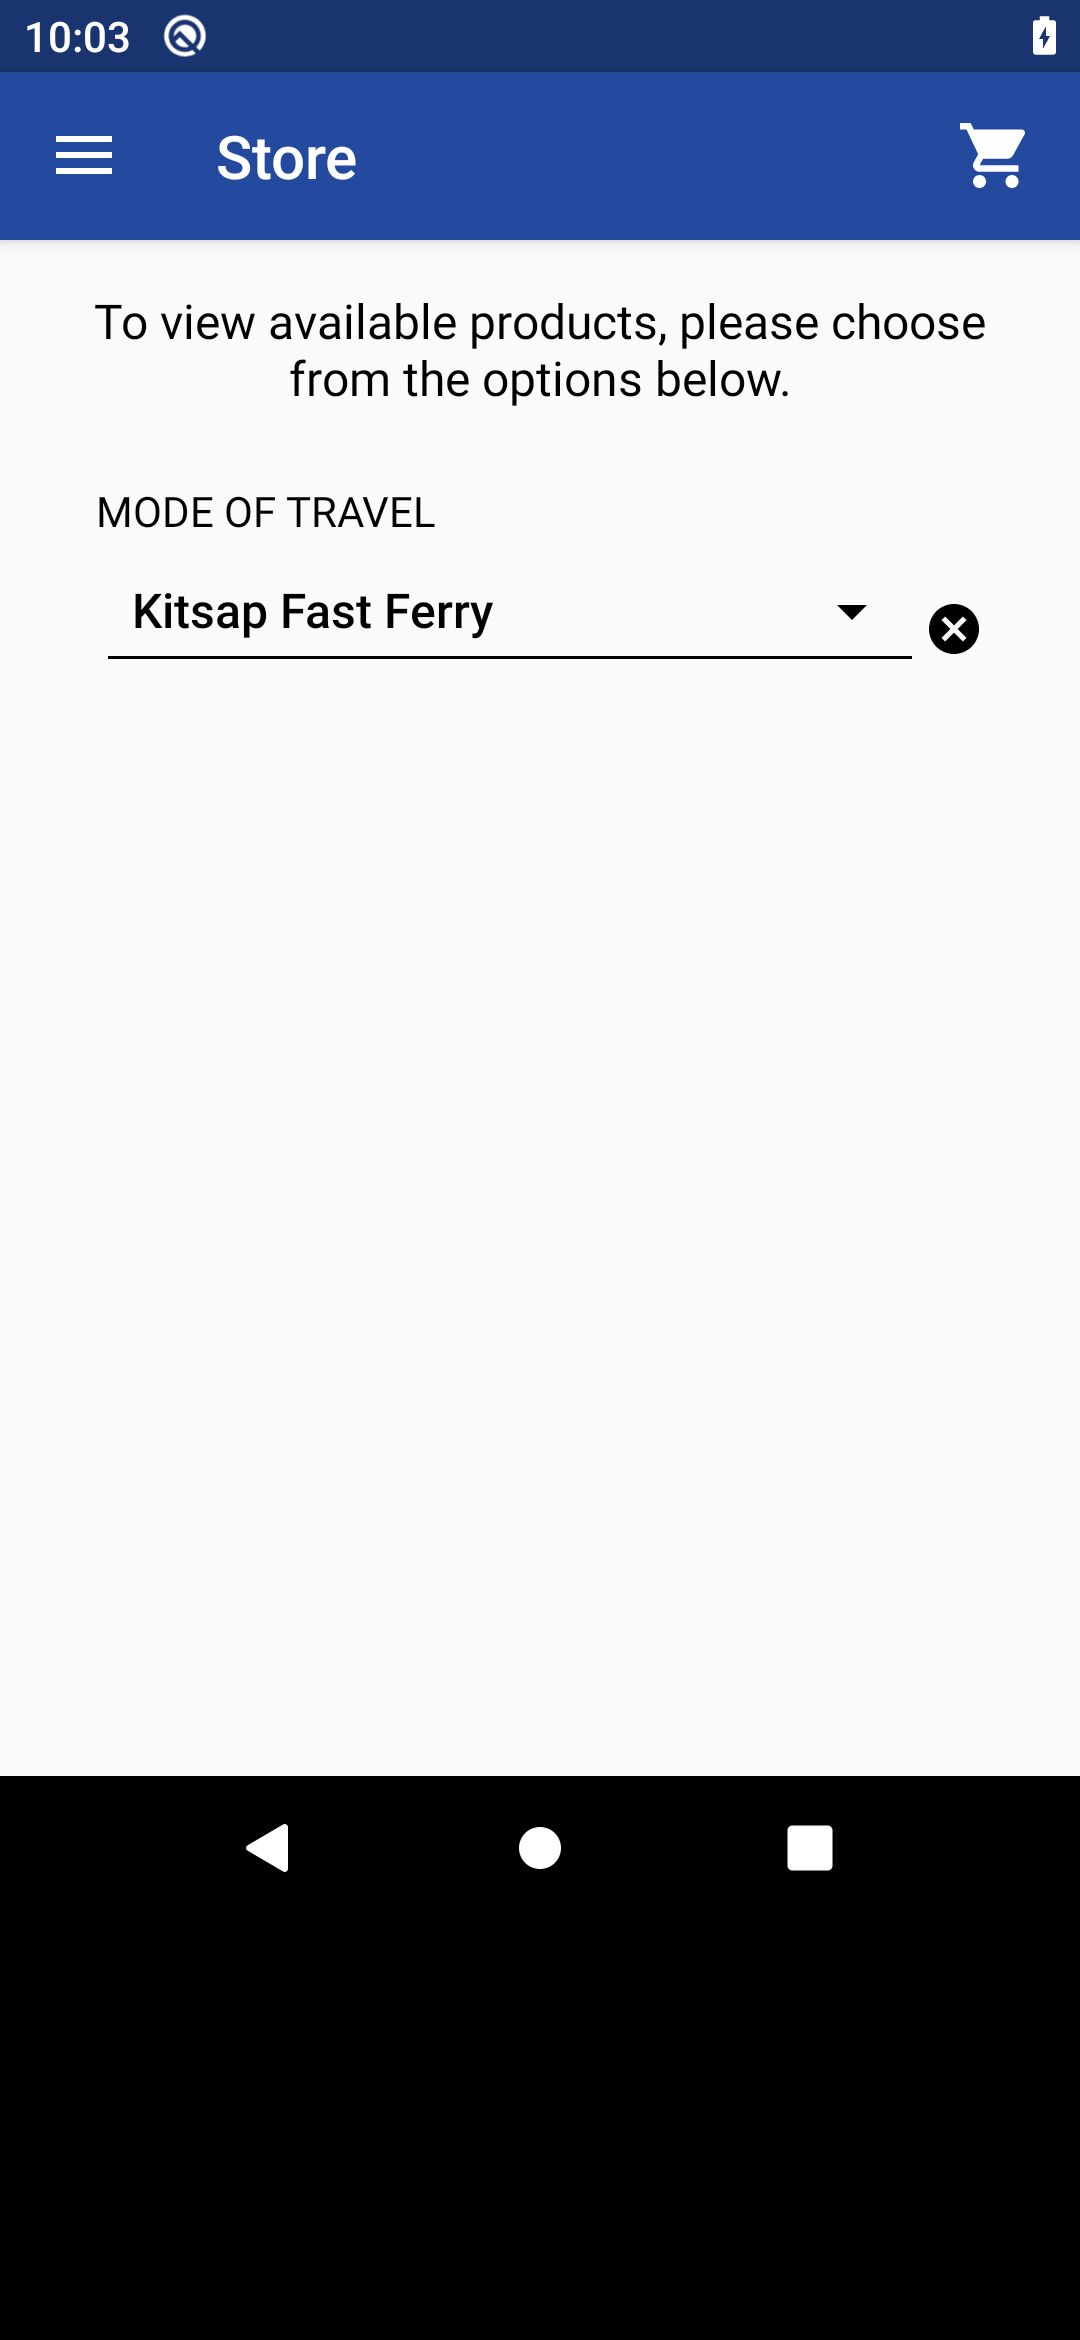 10:03
Store
To view available products, please choose
from the options below.
MODE OF TRAVEL
Kitsap Fast Ferry